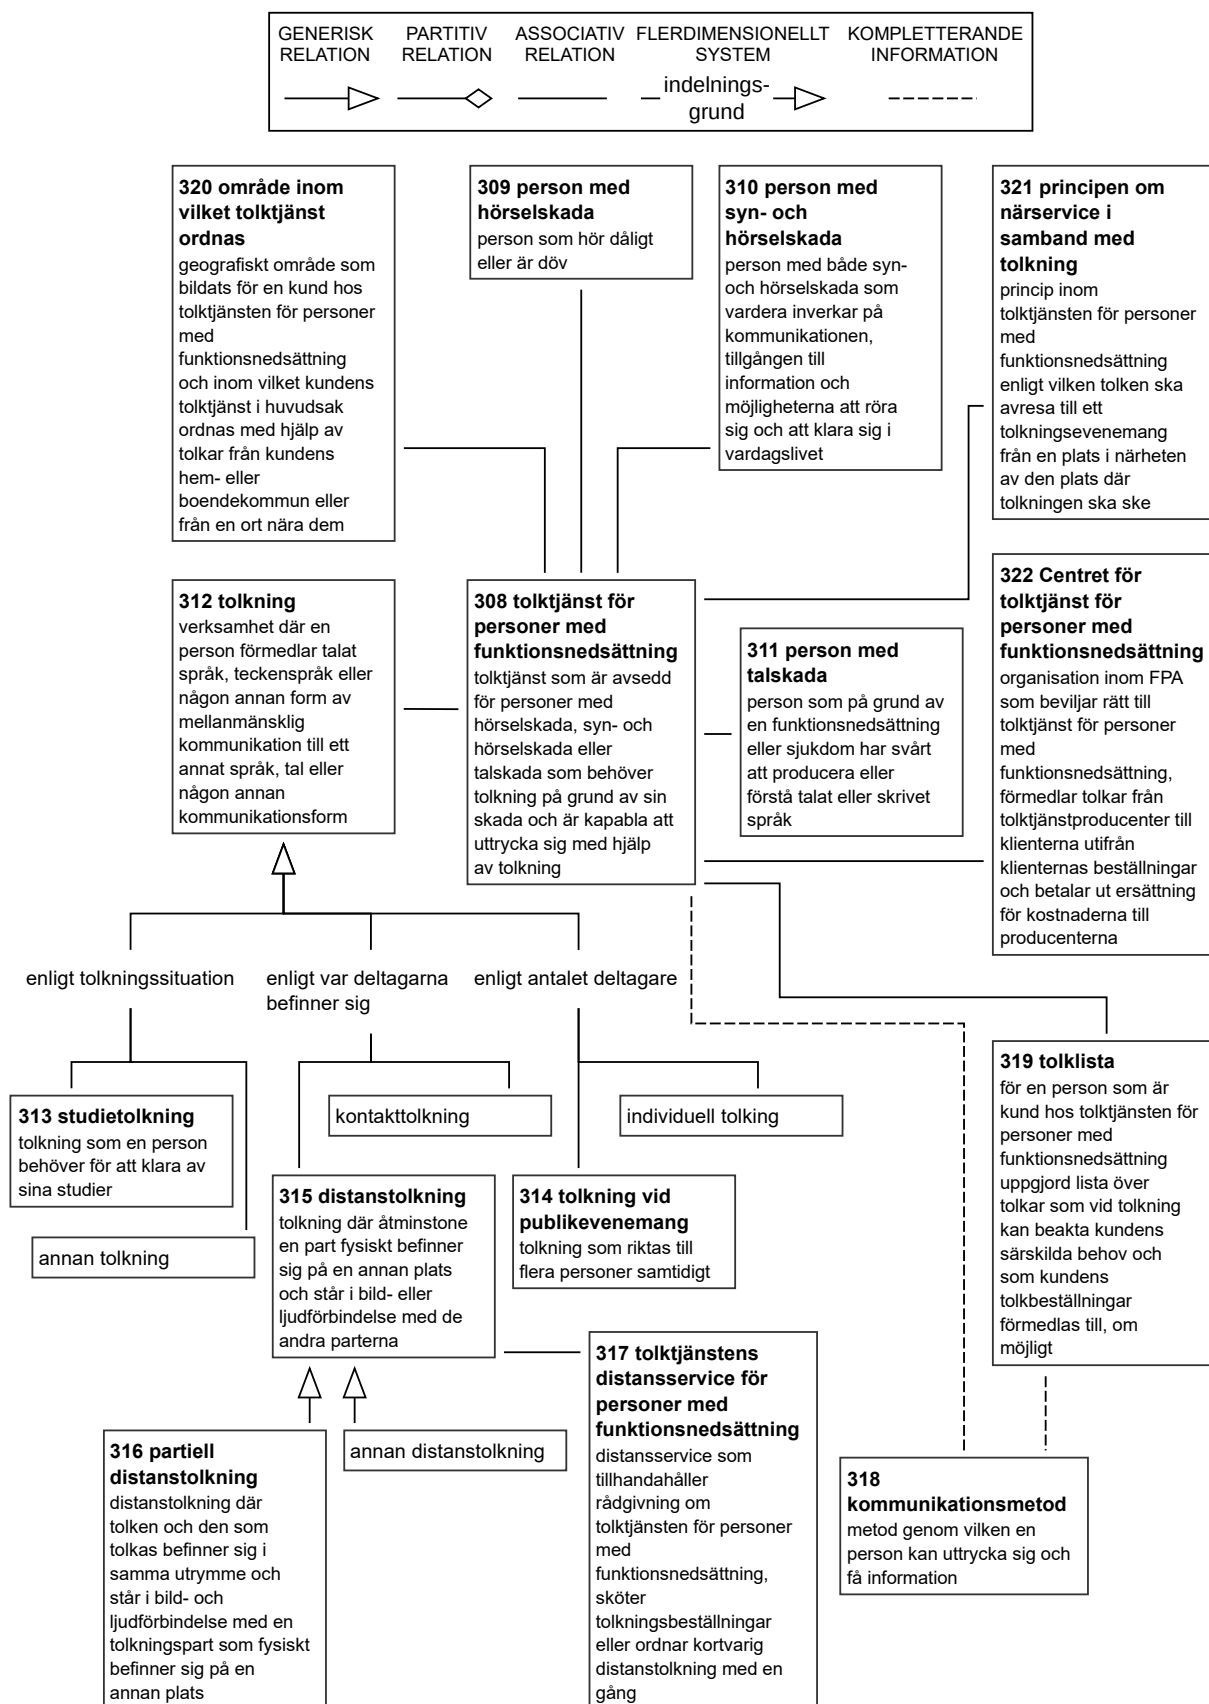 GENERISK
RELATION
PARTITIV
RELATION
ASSOCIATIV
RELATION
FLERDIMENSIONELLT
SYSTEM
KOMPLETTERANDE
INFORMATION
indelnings-
grund
320 område inom
vilket tolktjänst
ordnas
geografiskt område som
bildats för en kund hos
tolktjänsten för personer
med
funktionsnedsättning
och inom vilket kundens
tolktjänst i huvudsak
ordnas med hjälp av
tolkar från kundens
hem- eller
boendekommun eller
från en ort nära dem
309 person med
hörselskada
person som hör dåligt
eller är döv
310 person med
syn- och
hörselskada
person med både syn-
och hörselskada som
vardera inverkar på
kommunikationen,
tillgången till
information och
möjligheterna att röra
sig och att klara sig i
vardagslivet
321 principen om
närservice i
samband med
tolkning
princip inom
tolktjänsten för personer
med
funktionsnedsättning
enligt vilken tolken ska
avresa till ett
tolkningsevenemang
från en plats i närheten
av den plats där
tolkningen ska ske
312 tolkning
verksamhet där en
person förmedlar talat
språk, teckenspråk eller
någon annan form av
mellanmänsklig
kommunikation till ett
annat språk, tal eller
någon annan
kommunikationsform
308 tolktjänst för
personer med
funktionsnedsättning
tolktjänst som är avsedd
för personer med
hörselskada, syn- och
hörselskada eller
talskada som behöver
tolkning på grund av sin
skada och är kapabla att
uttrycka sig med hjälp
av tolkning
311 person med
talskada
person som på grund av
en funktionsnedsättning
eller sjukdom har svårt
att producera eller
förstå talat eller skrivet
språk
322 Centret för
tolktjänst för
personer med
funktionsnedsättning
organisation inom FPA
som beviljar rätt till
tolktjänst för personer
med
funktionsnedsättning,
förmedlar tolkar från
tolktjänstproducenter till
klienterna utifrån
klienternas beställningar
och betalar ut ersättning
för kostnaderna till
producenterna
enligt tolkningssituation
enligt var deltagarna
befinner sig
enligt antalet deltagare
313 studietolkning
tolkning som en person
behöver för att klara av
sina studier
annan tolkning
kontakttolkning
individuell tolking
315 distanstolkning
tolkning där åtminstone
en part fysiskt befinner
sig på en annan plats
och står i bild- eller
ljudförbindelse med de
andra parterna
314 tolkning vid
publikevenemang
tolkning som riktas till
flera personer samtidigt
319 tolklista
för en person som är
kund hos tolktjänsten för
personer med
funktionsnedsättning
uppgjord lista över
tolkar som vid tolkning
kan beakta kundens
särskilda behov och
som kundens
tolkbeställningar
förmedlas till, om
möjligt
316 partiell
distanstolkning
distanstolkning där
tolken och den som
tolkas befinner sig i
samma utrymme och
står i bild- och
ljudförbindelse med en
tolkningspart som fysiskt
befinner sig på en
annan plats
annan distanstolkning
317 tolktjänstens
distansservice för
personer med
funktionsnedsättning
distansservice som
tillhandahåller
rådgivning om
tolktjänsten för personer
med
funktionsnedsättning,
sköter
tolkningsbeställningar
eller ordnar kortvarig
distanstolkning med en
gång
318
kommunikationsmetod
metod genom vilken en
person kan uttrycka sig och
få information